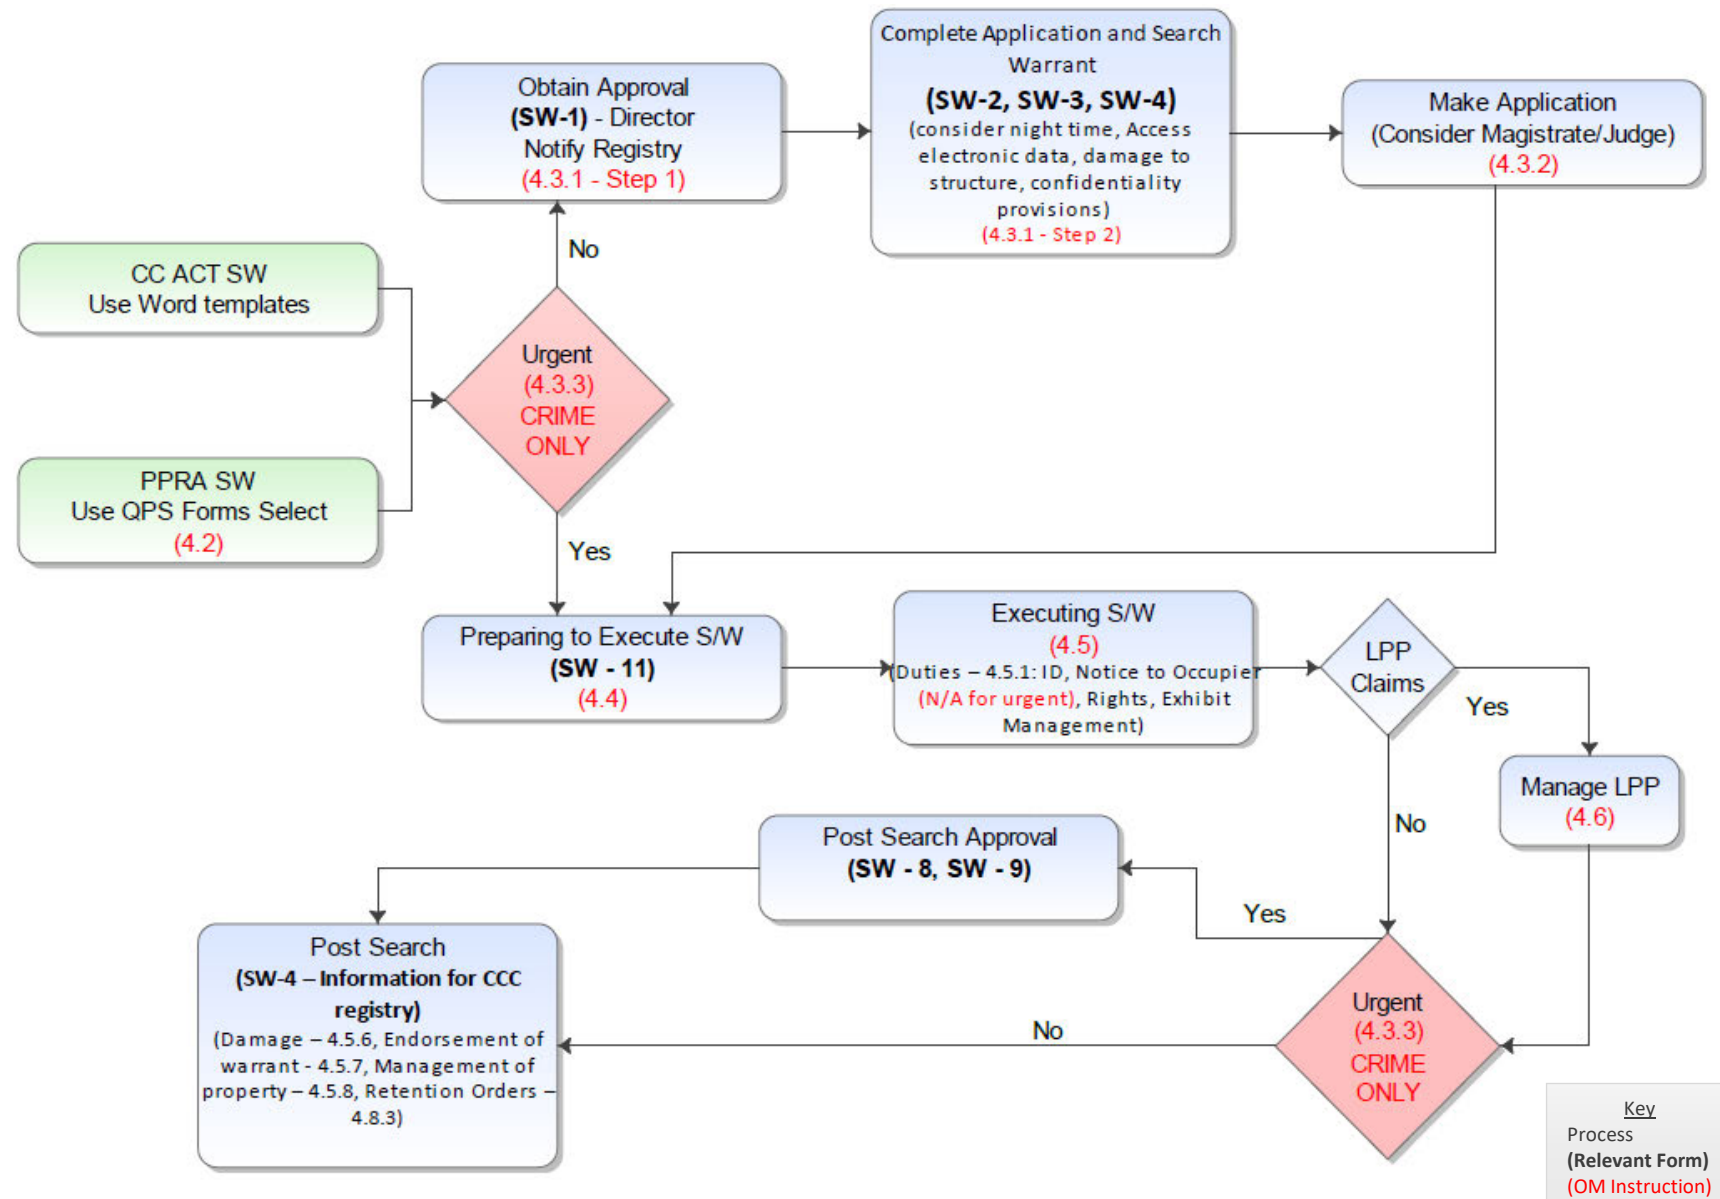 Complete Application and Search
Warrant
(SW-2, SW-3, SW-4)
(consider night time, Access
electronic data, damage to
structure, confidentiality
provisions)
(4.3.1 - Step 2)
Obtain Approval
(SW-1) - Director
Notify Registry
(4.3.1 - Step 1)
Make Application
(Consider Magistrate/Judge)
(4.3.2)
No
CC ACT SW
Use Word templates
Urgent
(4.3.3)
CRIME
ONLY
PPRA SW
Use QPS Forms Select
(4.2)
Yes
Preparing to Execute S/W
(SW - 11)
(4.4)
Executing S/W
(4.5)
(Duties – 4.5.1: ID, Notice to Occupier
(N/A for urgent), Rights, Exhibit
Management)
LPP
Claims
Yes
Manage LPP
(4.6)
No
Post Search Approval
(SW - 8, SW - 9)
Yes
Post Search
(SW-4 – Information for CCC
registry)
(Damage – 4.5.6, Endorsement of
warrant - 4.5.7, Management of
property – 4.5.8, Retention Orders –
4.8.3)
No
Urgent
(4.3.3)
CRIME
ONLY
Key
Process
(Relevant Form)
(OM Instruction)